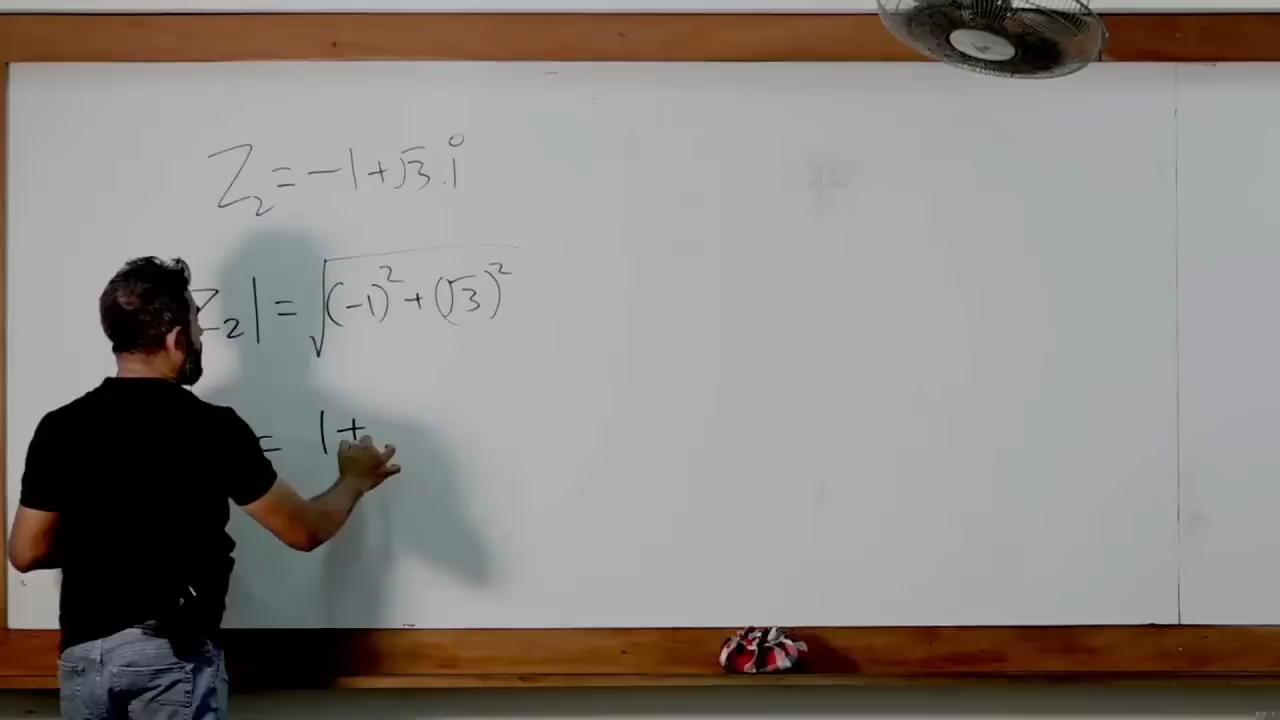 Z₂ = -1 + √3 . i
Z₂| = √((-1)² + (√3)²)
= 1 +